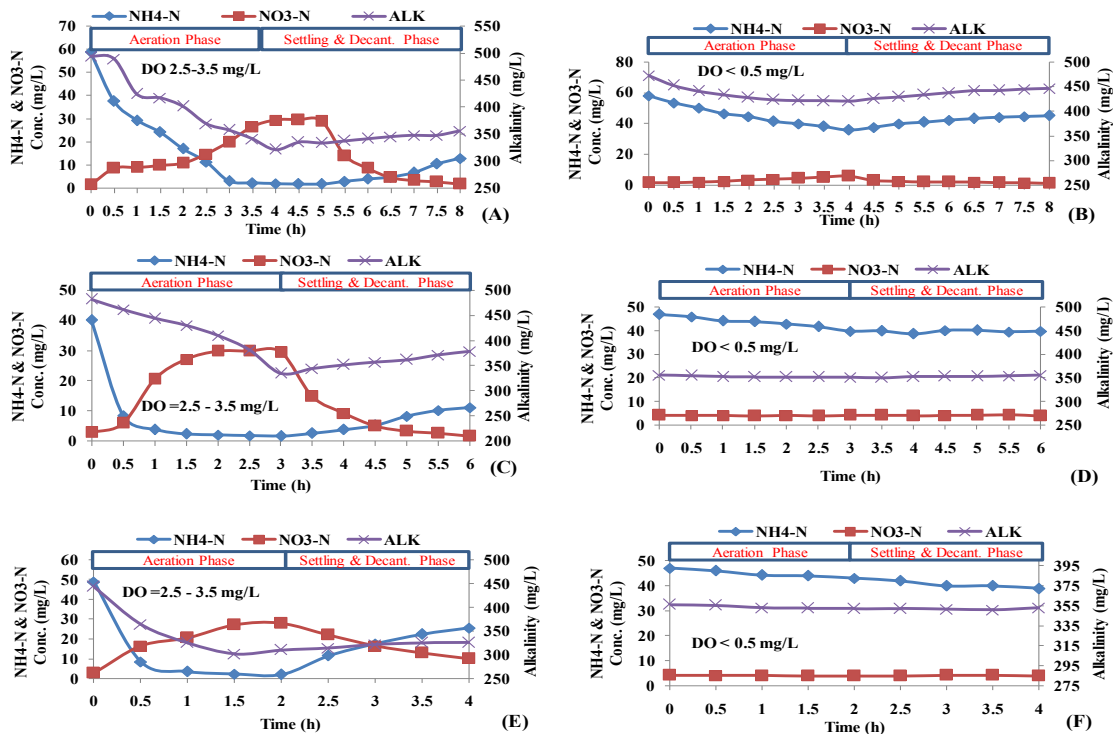 NH4-N NO3-N ALK
Aeration Phase Settling & Decant. Phase
DO 2.5-3.5 mg/L
NH4-N & NO3-N
Conc. (mg/L)
70
60
50
40
30
20
10
0
550
500
450
400
350
300
250
Alkalinity (mg/L)
0 0.5 1 1.5 2 2.5 3 3.5 4 4.5 5 5.5 6 6.5 7 7.5 8
Time (h)
(A)
NH4-N NO3-N ALK
Aeration Phase Settling & Decant. Phase
DO < 0.5 mg/L
NH4-N & NO3-N
Conc. (mg/L)
80
60
40
20
0
500
450
400
350
300
250
Alkalinity (mg/L)
0 0.5 1 1.5 2 2.5 3 3.5 4 4.5 5 5.5 6 6.5 7 7.5 8
Time (h)
(B)
NH4-N NO3-N ALK
Aeration Phase Settling & Decant. Phase
DO =2.5 - 3.5 mg/L
NH4-N & NO3-N
Conc. (mg/L)
50
40
30
20
10
0
500
450
400
350
300
250
200
Alkalinity (mg/L)
0 0.5 1 1.5 2 2.5 3 3.5 4 4.5 5 5.5 6
Time (h)
(C)
NH4-N NO3-N ALK
Aeration Phase Settling & Decant. Phase
DO < 0.5 mg/L
NH4-N & NO3-N
Conc. (mg/L)
50
40
30
20
10
0
500
450
400
350
300
250
Alkalinity (mg/L)
0 0.5 1 1.5 2 2.5 3 3.5 4 4.5 5 5.5 6
Time (h)
(D)
NH4-N NO3-N ALK
Aeration Phase Settling & Decant. Phase
DO =2.5 - 3.5 mg/L
NH4-N & NO3-N
Conc. (mg/L)
60
50
40
30
20
10
0
500
450
400
350
300
250
Alkalinity (mg/L)
0 0.5 1 1.5 2 2.5 3 3.5 4
Time (h)
(E)
NH4-N NO3-N ALK
Aeration Phase Settling & Decant. Phase
DO < 0.5 mg/L
NH4-N & NO3-N
Conc. (mg/L)
50
40
30
20
10
0
395
375
355
335
315
295
275
Alkalinity (mg/L)
0 0.5 1 1.5 2 2.5 3 3.5 4
Time (h)
(F)